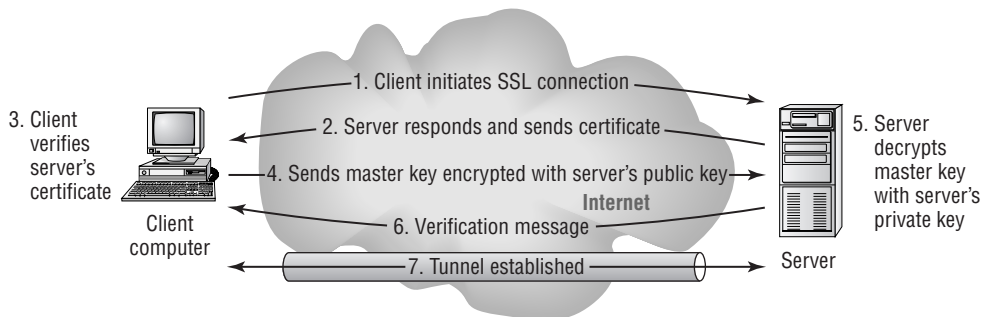 1. Client initiates SSL connection
2. Server responds and sends certificate
3. Client
verifies
server's
certificate
4. Sends master key encrypted with server's public key
5. Server
decrypts
master key
with server's
private key
Internet
6. Verification message
Client
computer
7. Tunnel established
Server